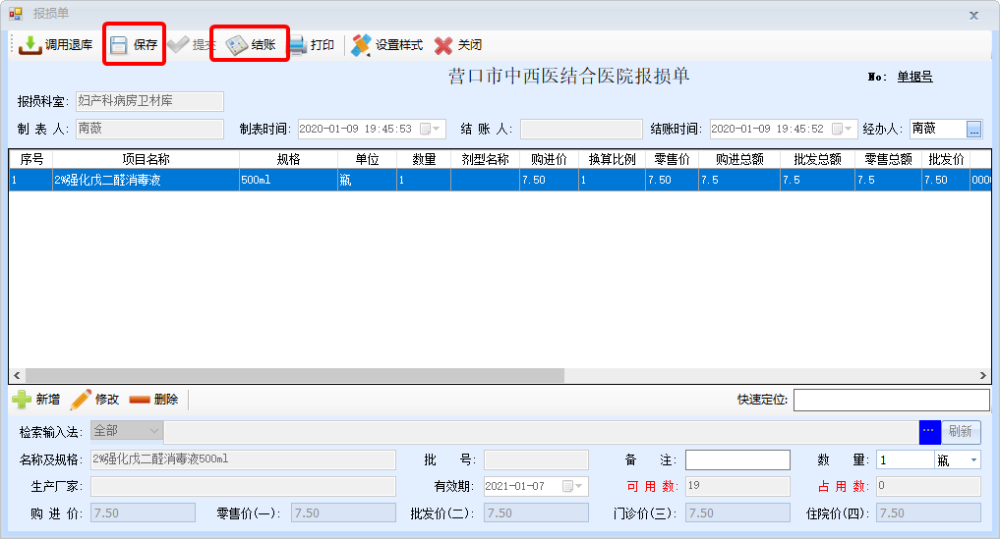 报损单
调用退库 保存 提交 结账 打印 设置样式 关闭
营口市中西医结合医院报损单 No: 单据号
报损科室: 妇产科病房卫材库
制 表 人: 南薇 制表时间: 2020-01-09 19:45:53 结 账 人: 结账时间: 2020-01-09 19:45:52 经办人: 南薇 ...
序号 项目名称 规格 单位 数量 剂型名称 购进价 换算比例 零售价 购进总额 批发总额 零售总额 批发价
1 2%强化戊二醛消毒液 500ml 瓶 1 7.50 1 7.50 7.5 7.5 7.5 7.50 000
新增 修改 删除 快速定位:
检索输入法: 全部 ... 刷新
名称及规格: 2%强化戊二醛消毒液500ml 批 号: 备 注: 数 量: 1 瓶
生产厂家: 有效期: 2021-01-07 可 用 数: 19 占 用 数: 0
购 进 价: 7.50 零售价(一): 7.50 批发价(二): 7.50 门诊价(三): 7.50 住院价(四): 7.50